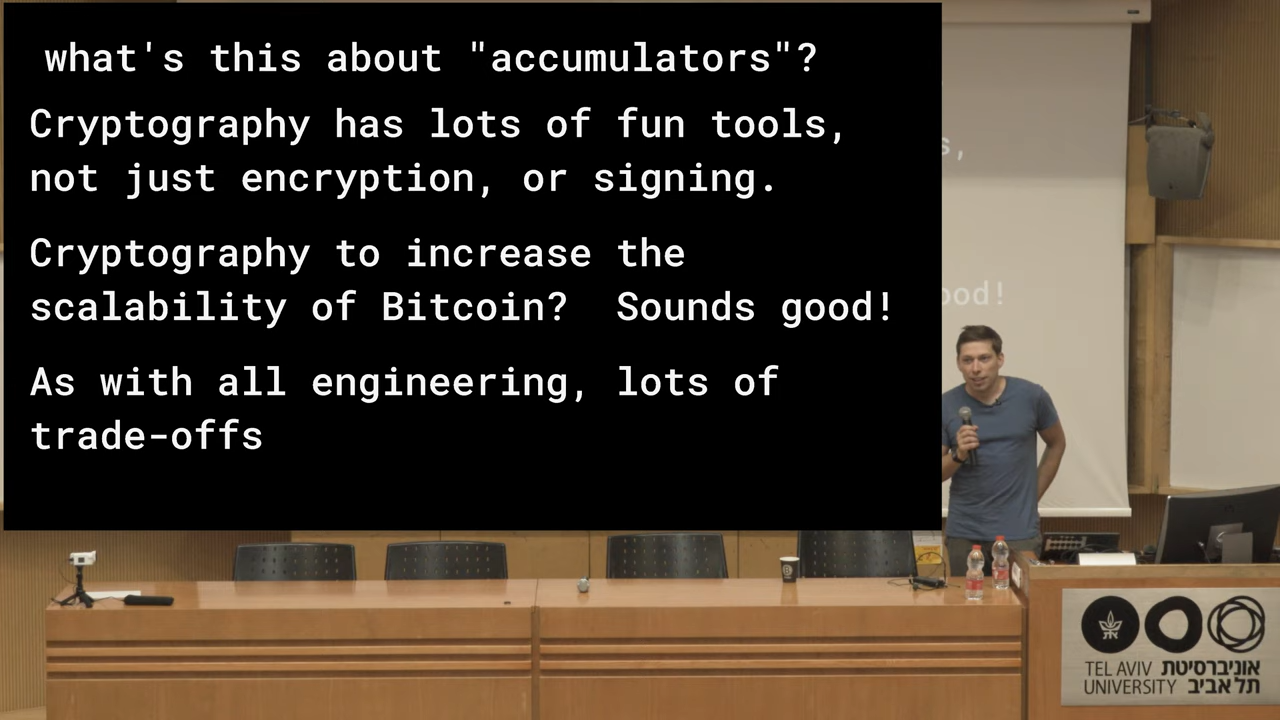 what's this about "accumulators"?
Cryptography has lots of fun tools,
not just encryption, or signing.
Cryptography to increase the
scalability of Bitcoin?  Sounds good!
As with all engineering, lots of
trade-offs
s,
ood!
TEL AVIV אוניברסיטת
UNIVERSITY תל אביב